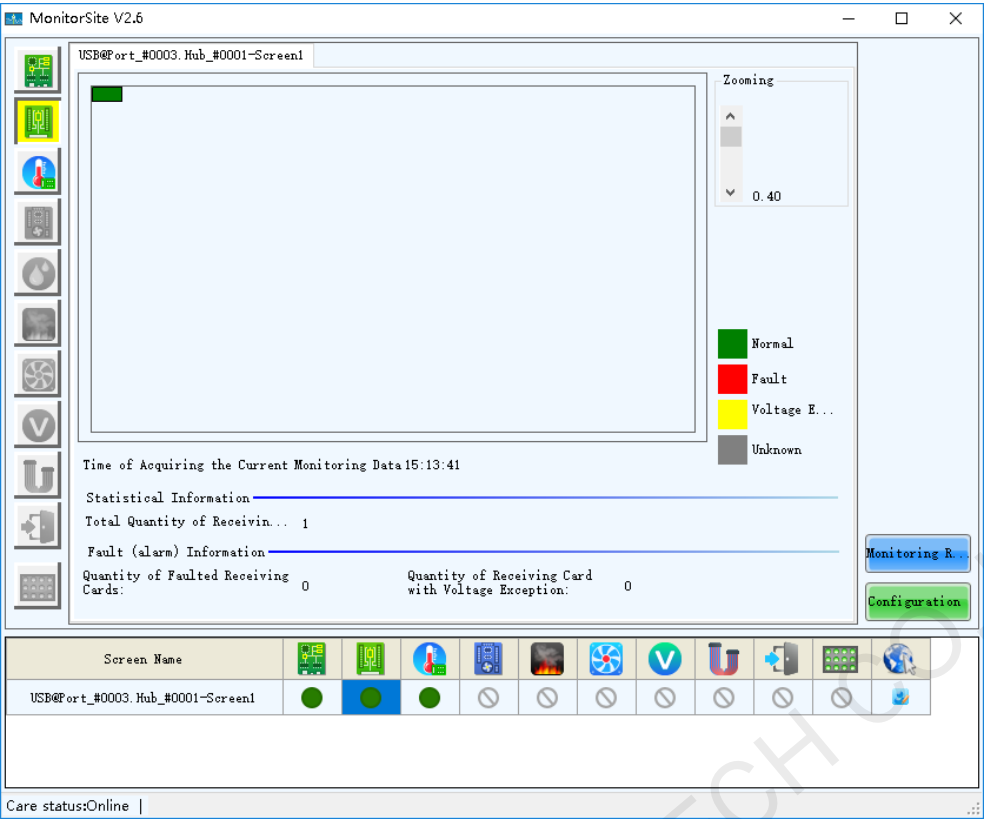 MonitorSite V2.6
USB@Port_#0003.Hub_#0001-Screen1
Zooming
0.40
Normal
Fault
Voltage E...
Unknown
Time of Acquiring the Current Monitoring Data 15:13:41
Statistical Information
Total Quantity of Receivin... 1
Fault (alarm) Information
Quantity of Faulted Receiving
Cards: 0
Quantity of Receiving Card
with Voltage Exception: 0
Monitoring R...
Configuration
Screen Name
USB@Port_#0003.Hub_#0001-Screen1
Care status:Online
TECH CO